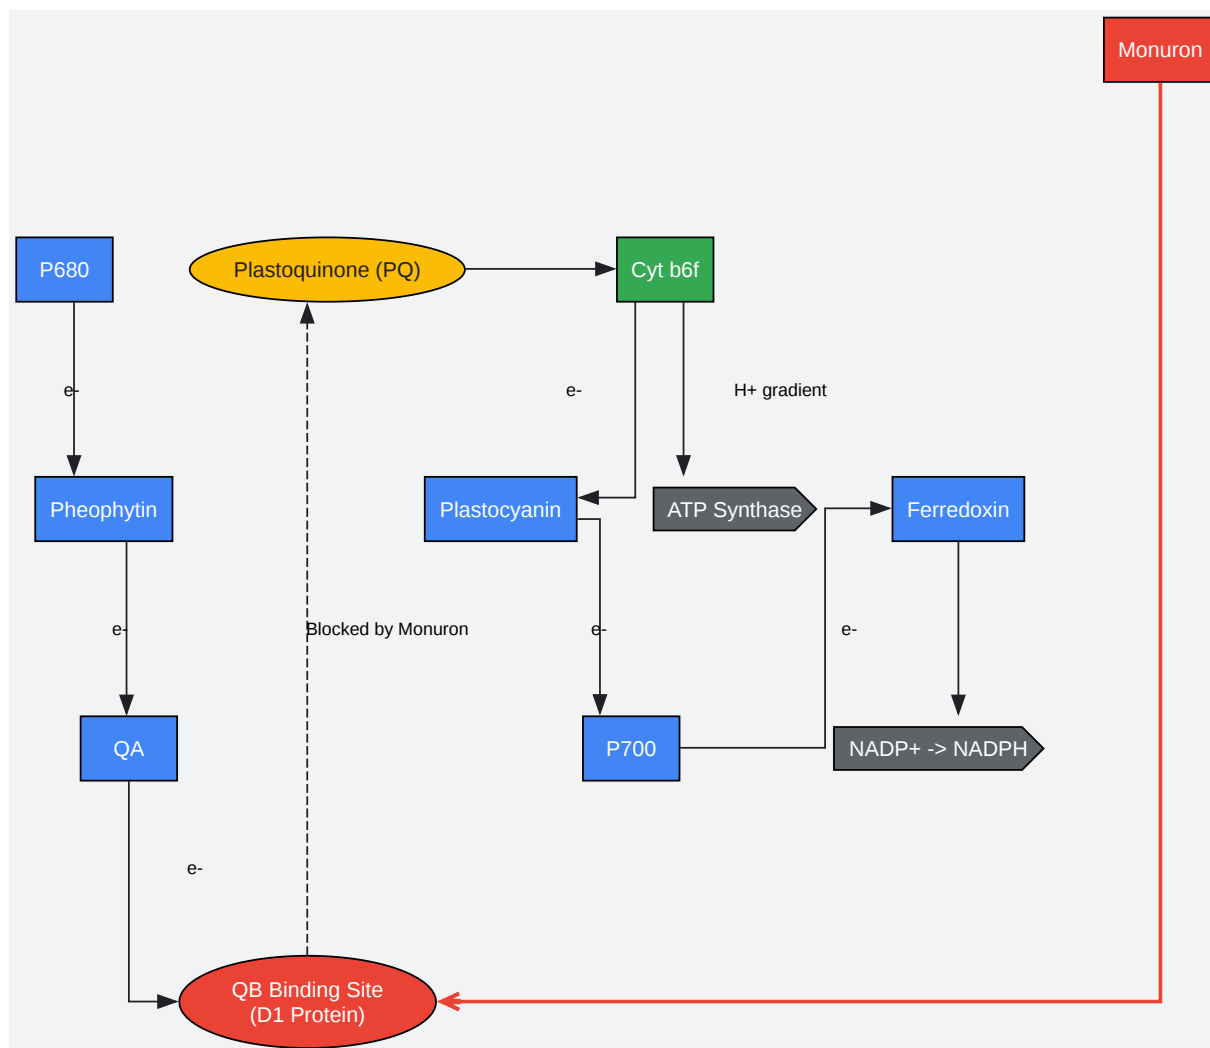 Monuron
P680
Plastoquinone (PQ)
Cyt b6f
e-
e-
H+ gradient
Pheophytin
Plastocyanin
ATP Synthase
Ferredoxin
e-
Blocked by Monuron
e-
e-
QA
P700
NADP+ -> NADPH
e-
QB Binding Site
(D1 Protein)